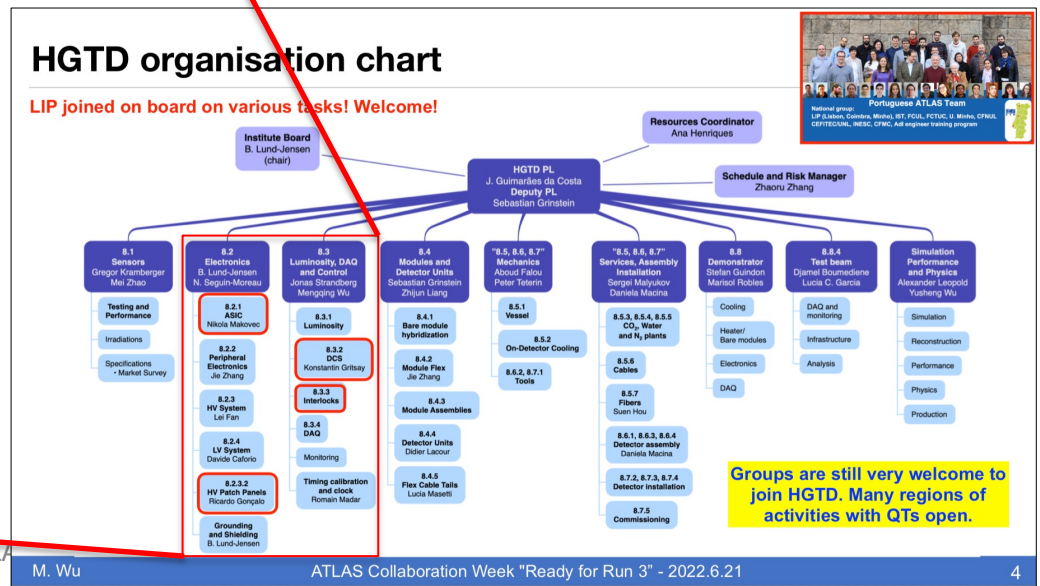 HGTD organisation chart
LIP joined on board on various tasks! Welcome!
Portuguese ATLAS Team
National group:
LIP (Lisbon, Coimbra, Minho), IST, FCUL, FCTUC, U. Minho, CFNUL
CEFITEC/UNL, INESC, CFMC, AdI engineer training program
Institute Board
B. Lund-Jensen
(chair)
Resources Coordinator
Ana Henriques
HGTD PL
J. Guimarães da Costa
Deputy PL
Sebastian Grinstein
Schedule and Risk Manager
Zhaoru Zhang
8.1
Sensors
Gregor Kramberger
Mei Zhao
Testing and
Performance
Irradiations
Specifications
• Market Survey
8.2
Electronics
B. Lund-Jensen
N. Seguin-Moreau
8.2.1
ASIC
Nikola Makovec
8.2.2
Peripheral
Electronics
Jie Zhang
8.2.3
HV System
Lei Fan
8.2.4
LV System
Davide Caforio
8.2.3.2
HV Patch Panels
Ricardo Gonçalo
Grounding
and Shielding
B. Lund-Jensen
8.3
Luminosity, DAQ
and Control
Jonas Strandberg
Mengqing Wu
8.3.1
Luminosity
8.3.2
DCS
Konstantin Gritsay
8.3.3
Interlocks
8.3.4
DAQ
Monitoring
Timing calibration
and clock
Romain Madar
8.4
Modules and
Detector Units
Sebastian Grinstein
Zhijun Liang
8.4.1
Bare module
hybridization
8.4.2
Module Flex
Jie Zhang
8.4.3
Module Assemblies
8.4.4
Detector Units
Didier Lacour
8.4.5
Flex Cable Tails
Lucia Masetti
"8.5, 8.6, 8.7"
Mechanics
Aboud Falou
Peter Teterin
8.5.1
Vessel
8.5.2
On-Detector Cooling
8.6.2, 8.7.1
Tools
"8.5, 8.6, 8.7"
Services, Assembly
Installation
Sergei Malyukov
Daniela Macina
8.5.3, 8.5.4, 8.5.5
CO₂, Water
and N₂ plants
8.5.6
Cables
8.5.7
Fibers
Suen Hou
8.6.1, 8.6.3, 8.6.4
Detector assembly
Daniela Macina
8.7.2, 8.7.3, 8.7.4
Detector installation
8.7.5
Commissioning
8.8
Demonstrator
Stefan Guindon
Marisol Robles
Cooling
Heater/
Bare modules
Electronics
DAQ
8.8.4
Test beam
Djamel Boumediene
Lucia C. Garcia
DAQ and
monitoring
Infrastructure
Analysis
Simulation
Performance
and Physics
Alexander Leopold
Yusheng Wu
Simulation
Reconstruction
Performance
Physics
Production
Groups are still very welcome to
join HGTD. Many regions of
activities with QTs open.
M. Wu
ATLAS Collaboration Week "Ready for Run 3” - 2022.6.21
4